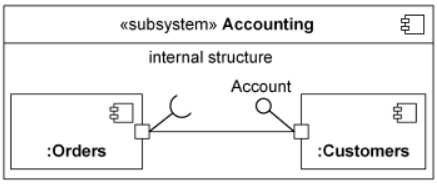 «subsystem» Accounting
internal structure
Account
:Orders
:Customers